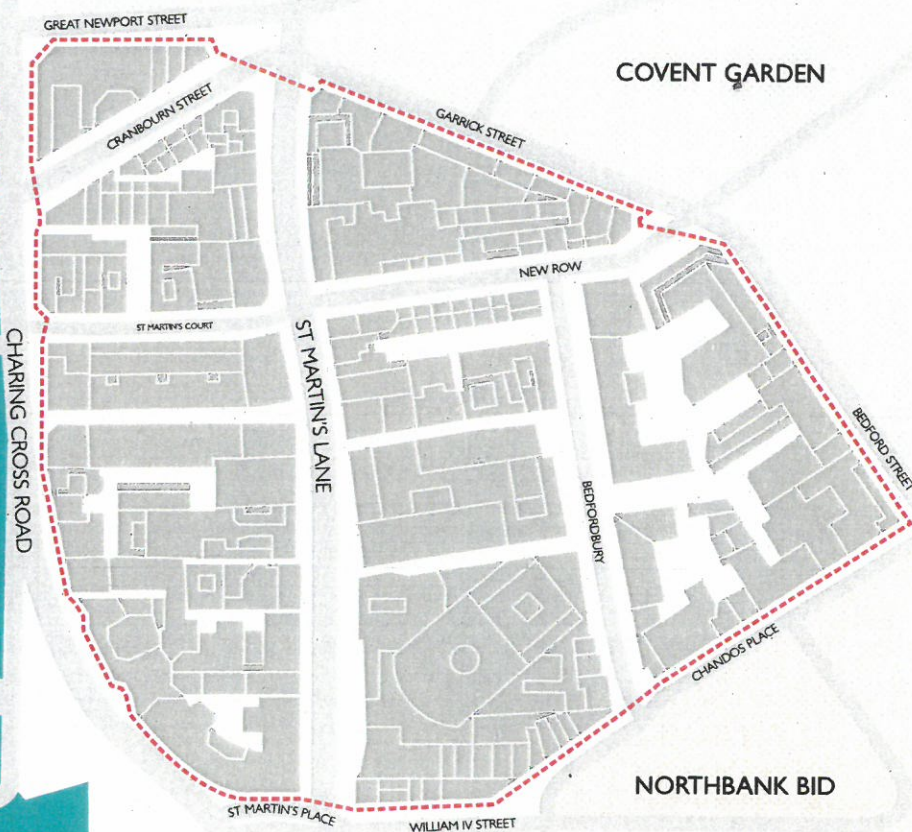 GREAT NEWPORT STREET
COVENT GARDEN
CRANBOURN STREET
GARRICK STREET
NEW ROW
ST MARTIN'S COURT
ST MARTIN'S LANE
CHARING CROSS ROAD
BEDFORD STREET
BEDFORDBURY
CHANDOS PLACE
NORTHBANK BID
ST MARTIN'S PLACE
WILLIAM IV STREET